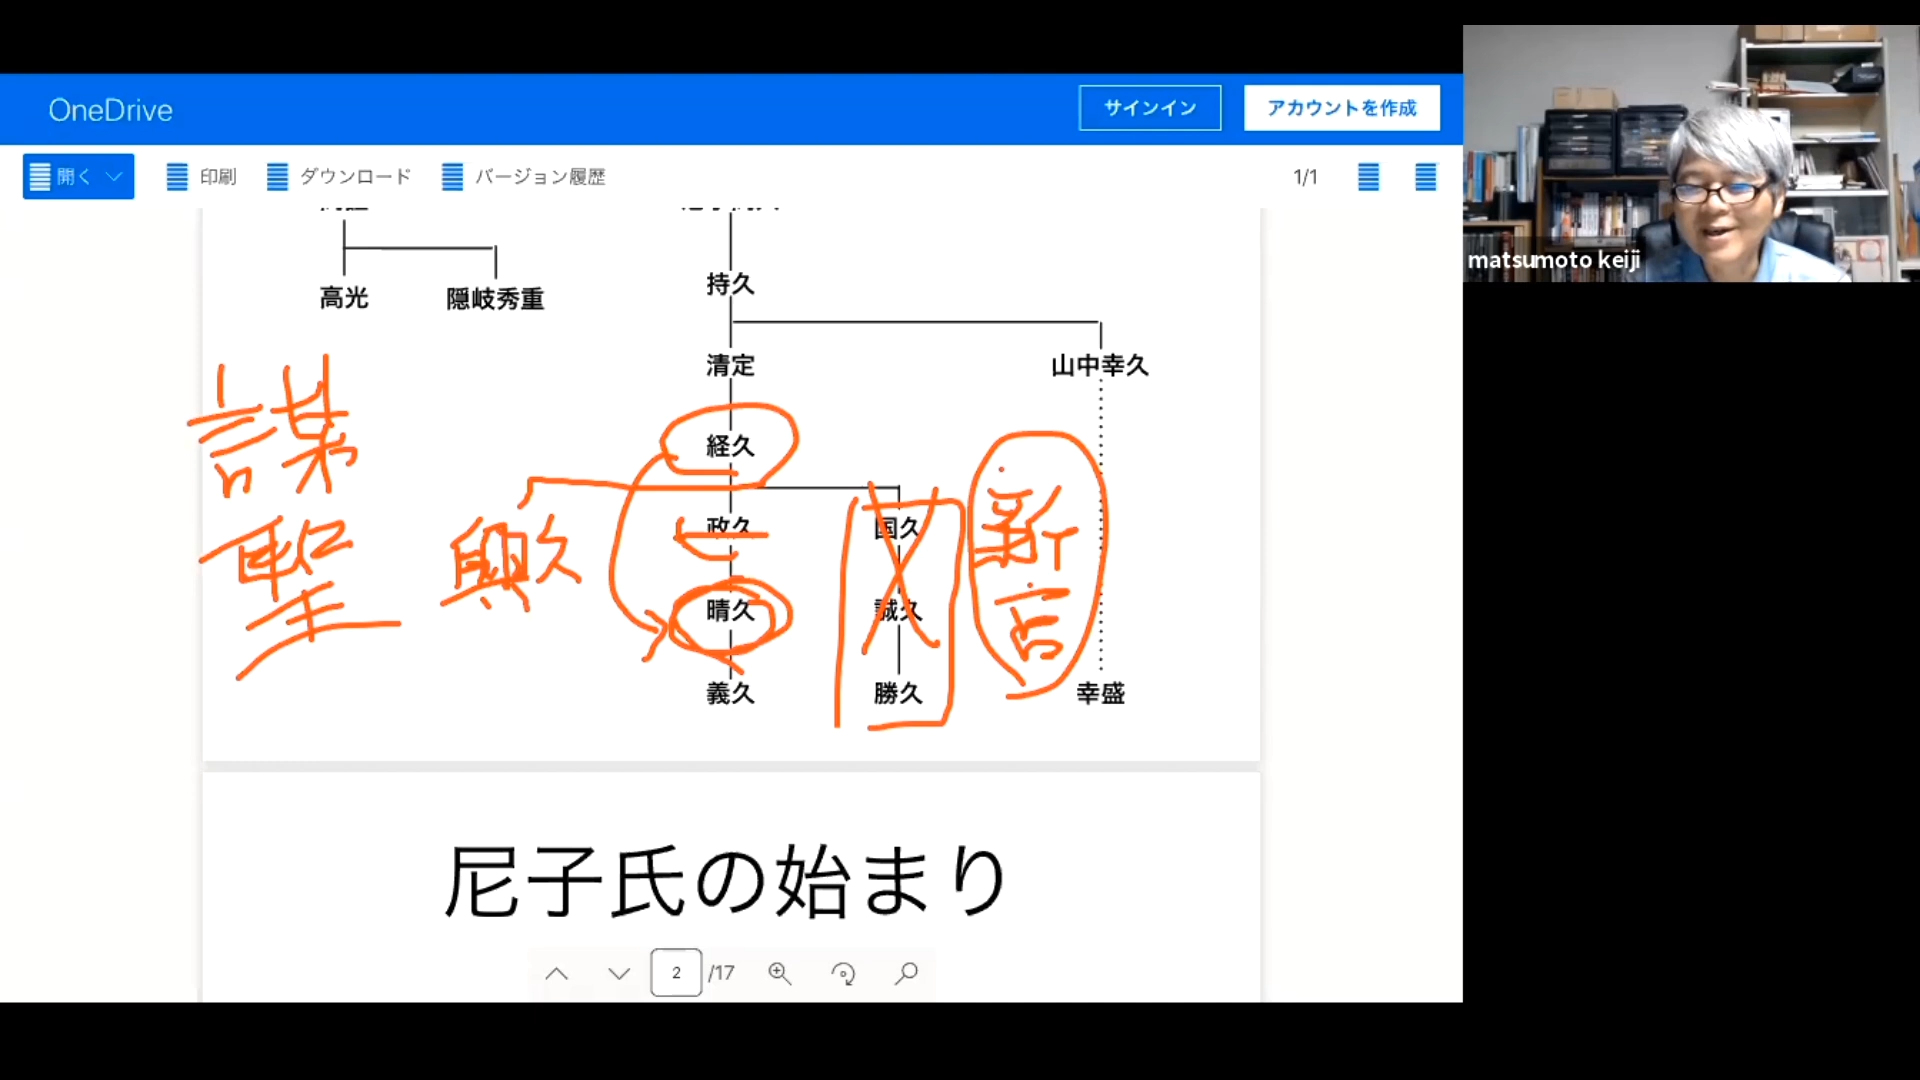 OneDrive
サインイン
アカウントを作成
開く
印刷
ダウンロード
バージョン履歴
1/1
matsumoto keiji
持久
高光
隠岐秀重
清定
山中幸久
経久
謀聖
興久
政久
国久
新宮
晴久
誠久
義久
勝久
幸盛
尼子氏の始まり
2 /17